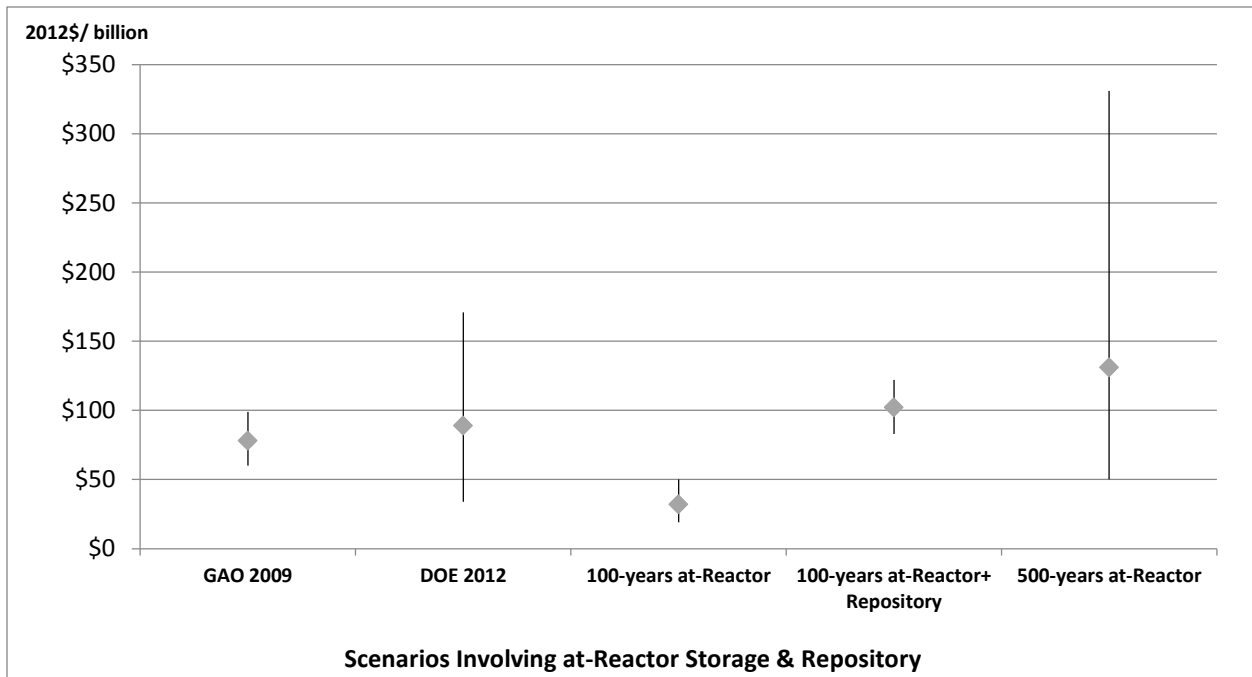 2012$/ billion
$350
$300
$250
$200
$150
$100
$50
$0
GAO 2009
DOE 2012
100-years at-Reactor
100-years at-Reactor+
Repository
500-years at-Reactor
Scenarios Involving at-Reactor Storage & Repository